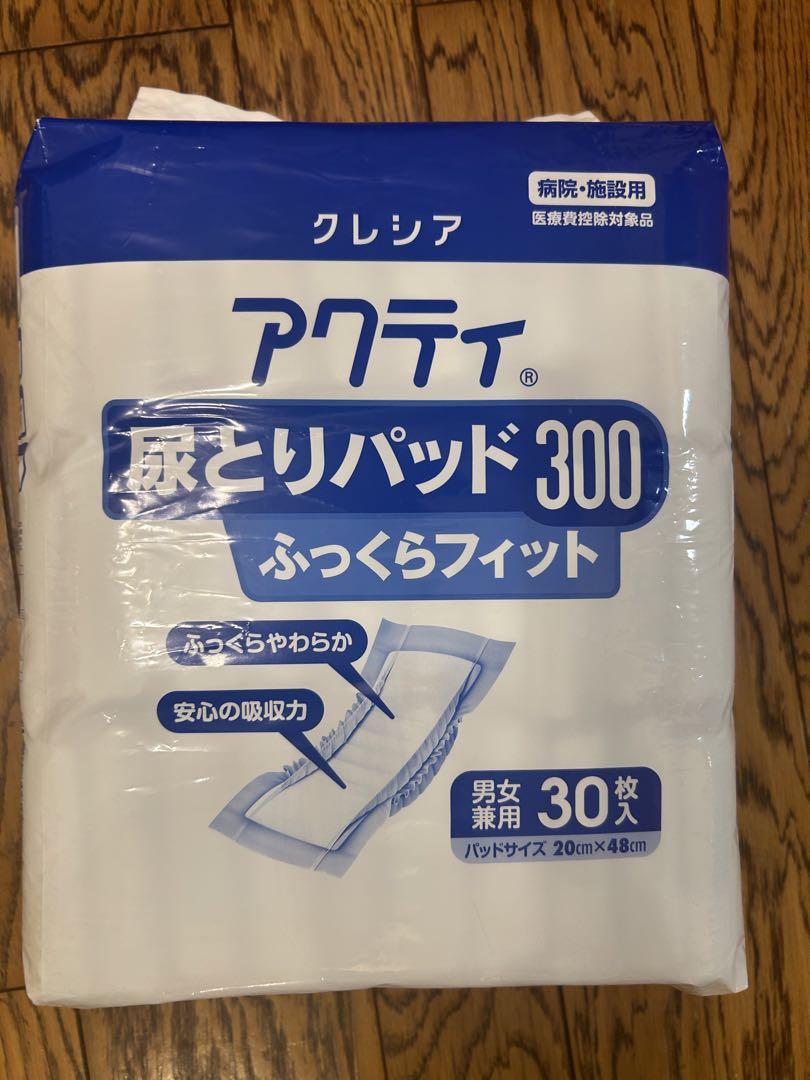 病院・施設用
医療費控除対象品
クレシア
アクティ®
尿とりパッド300
ふっくらフィット
ふっくらやわらか
安心の吸収力
男女兼用 30枚入
パッドサイズ 20cm×48cm